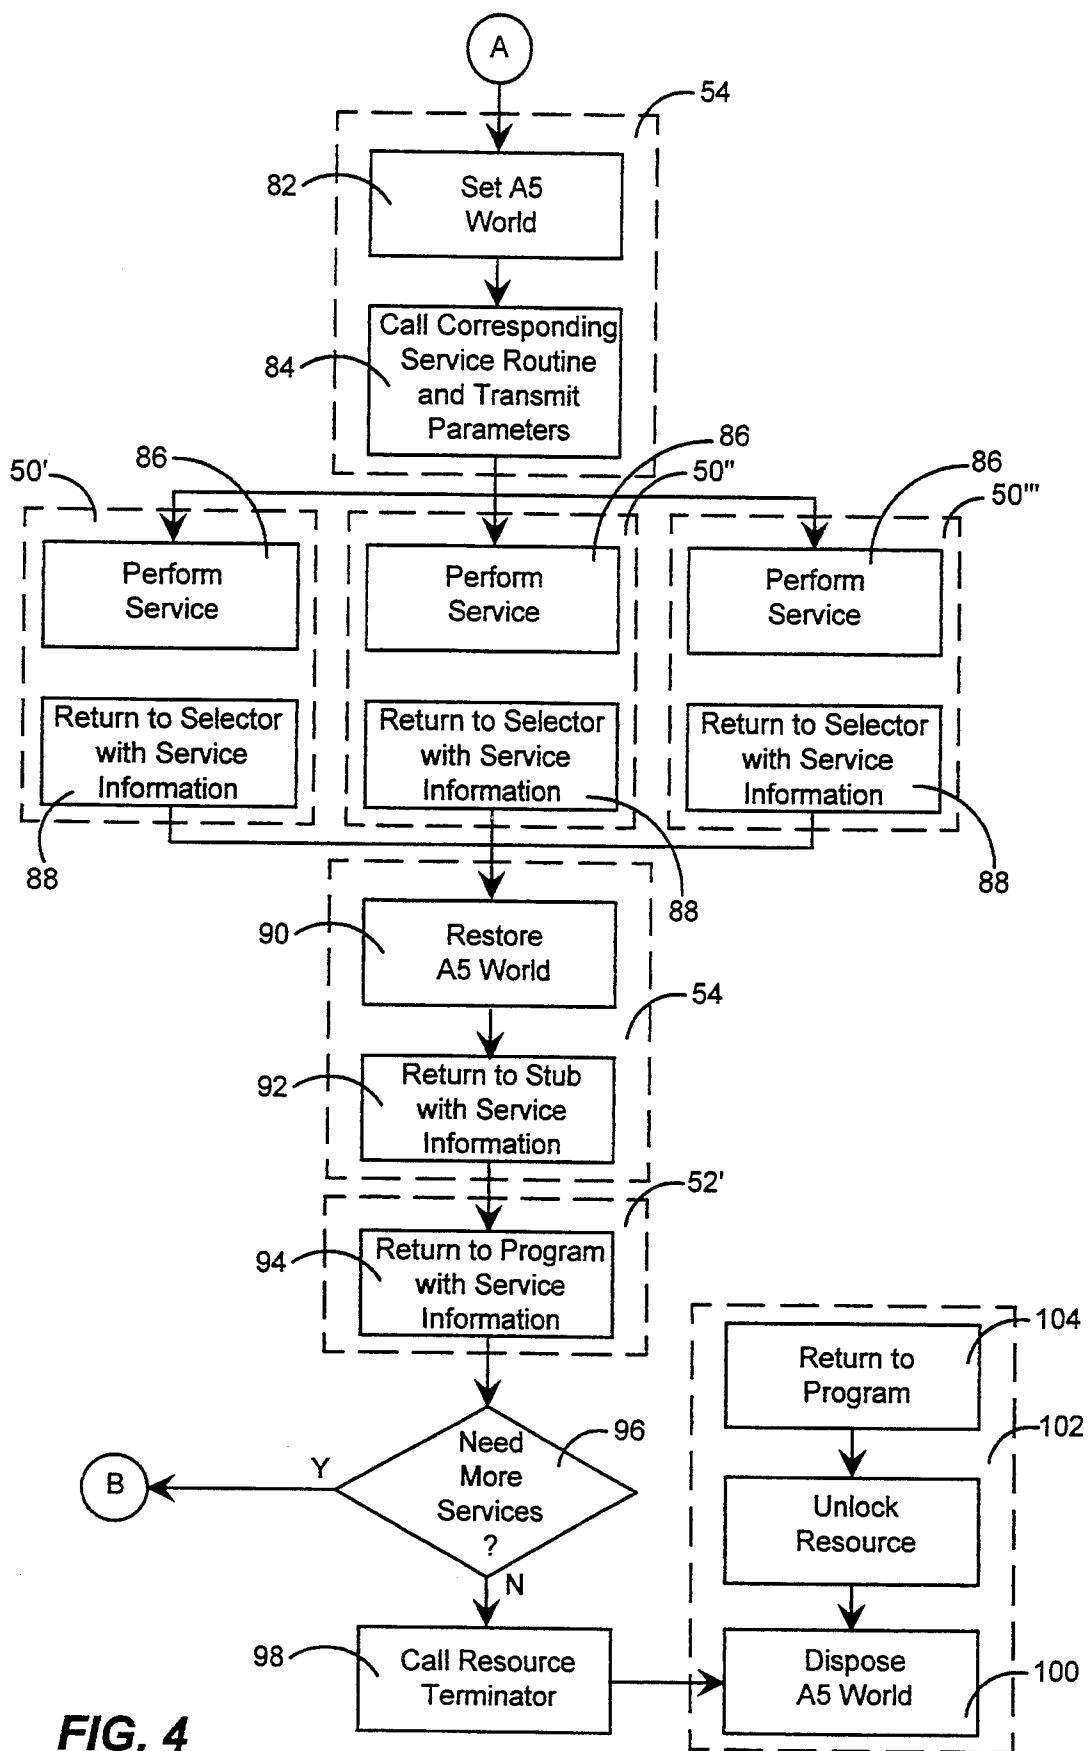 A
54
82
Set A5
World
84
Call Corresponding
Service Routine
and Transmit
Parameters
50'
86
86
50"
86
50'''
Perform
Service
Perform
Service
Perform
Service
Return to Selector
with Service
Information
Return to Selector
with Service
Information
Return to Selector
with Service
Information
88
88
88
90
Restore
A5 World
54
92
Return to Stub
with Service
Information
52'
94
Return to Program
with Service
Information
104
Return to
Program
102
96
Need
More
Services
?
Y
B
N
Unlock
Resource
98
Call Resource
Terminator
Dispose
A5 World
100
FIG. 4